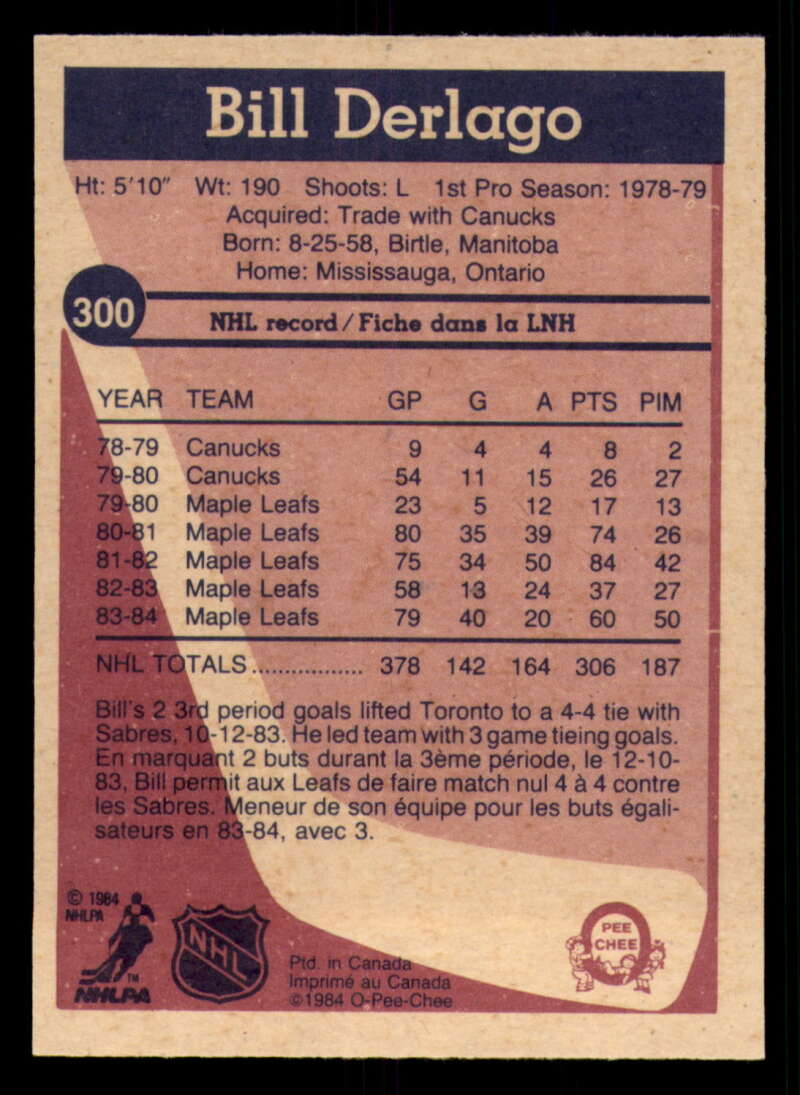 Bill Derlago
Ht: 5'10" Wt: 190 Shoots: L 1st Pro Season: 1978-79
Acquired: Trade with Canucks
Born: 8-25-58, Birtle, Manitoba
Home: Mississauga, Ontario
300
NHL record/Fiche dans la LNH
YEAR TEAM GP G A PTS PIM
78-79 Canucks 9 4 4 8 2
79-80 Canucks 54 11 15 26 27
79-80 Maple Leafs 23 5 12 17 13
80-81 Maple Leafs 80 35 39 74 26
81-82 Maple Leafs 75 34 50 84 42
82-83 Maple Leafs 58 13 24 37 27
83-84 Maple Leafs 79 40 20 60 50
NHL TOTALS................. 378 142 164 306 187
Bill's 2 3rd period goals lifted Toronto to a 4-4 tie with
Sabres, 10-12-83. He led team with 3 game tieing goals.
En marquant 2 buts durant la 3ème période, le 12-10-
83, Bill permit aux Leafs de faire match nul 4 à 4 contre
les Sabres. Meneur de son équipe pour les buts égali-
sateurs en 83-84, avec 3.
© 1984
NHLPA
TM
NHLPA
NHL
Ptd. in Canada
Imprimé au Canada
©1984 O-Pee-Chee
PEE
CHEE